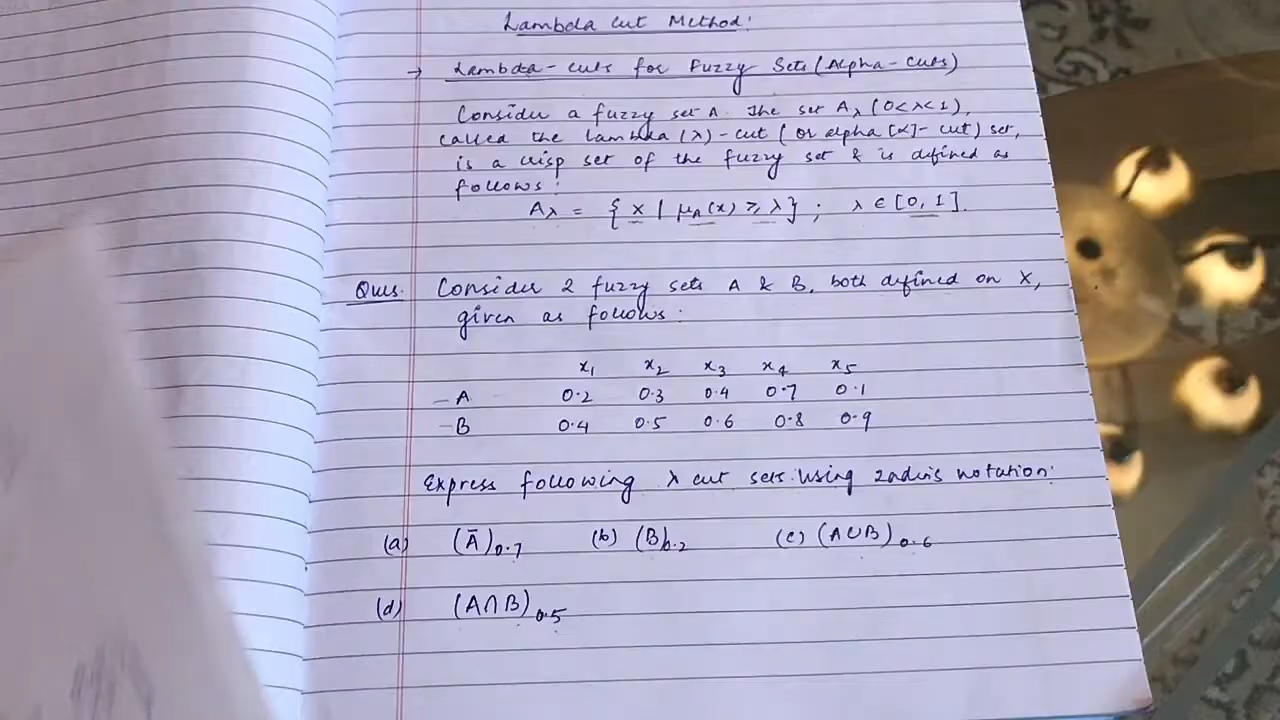 Lambda Cut Method:
→ Lambda-cuts for Fuzzy Sets (Alpha-Cuts)
Consider a fuzzy set A. The set Aλ (0<λ<1),
called the lambda (λ)-cut (or alpha [α]-cut) set,
is a crisp set of the fuzzy set & is defined as
follows:
Aλ = { x | μA(x) ≥ λ} ; λ ∈ [0, 1].
Ques. Consider 2 fuzzy sets A & B, both defined on X,
given as follows:
x1 x2 x3 x4 x5
- A 0.2 0.3 0.4 0.7 0.1
- B 0.4 0.5 0.6 0.8 0.9
Express following λ cut sets using zadeh's notation:
(a) (Ā)0.7 (b) (B)0.2 (c) (A∪B)0.6
(d) (A∩B)0.5